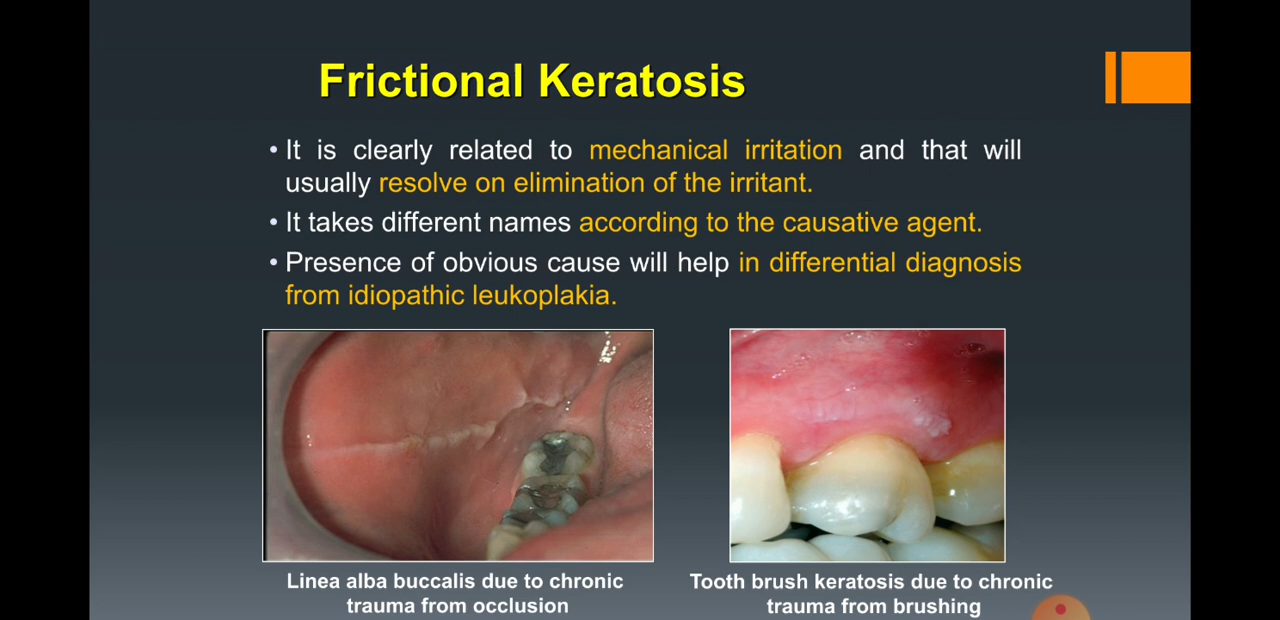 Frictional Keratosis
• It is clearly related to mechanical irritation and that will
usually resolve on elimination of the irritant.
• It takes different names according to the causative agent.
• Presence of obvious cause will help in differential diagnosis
from idiopathic leukoplakia.
Linea alba buccalis due to chronic
trauma from occlusion
Tooth brush keratosis due to chronic
trauma from brushing